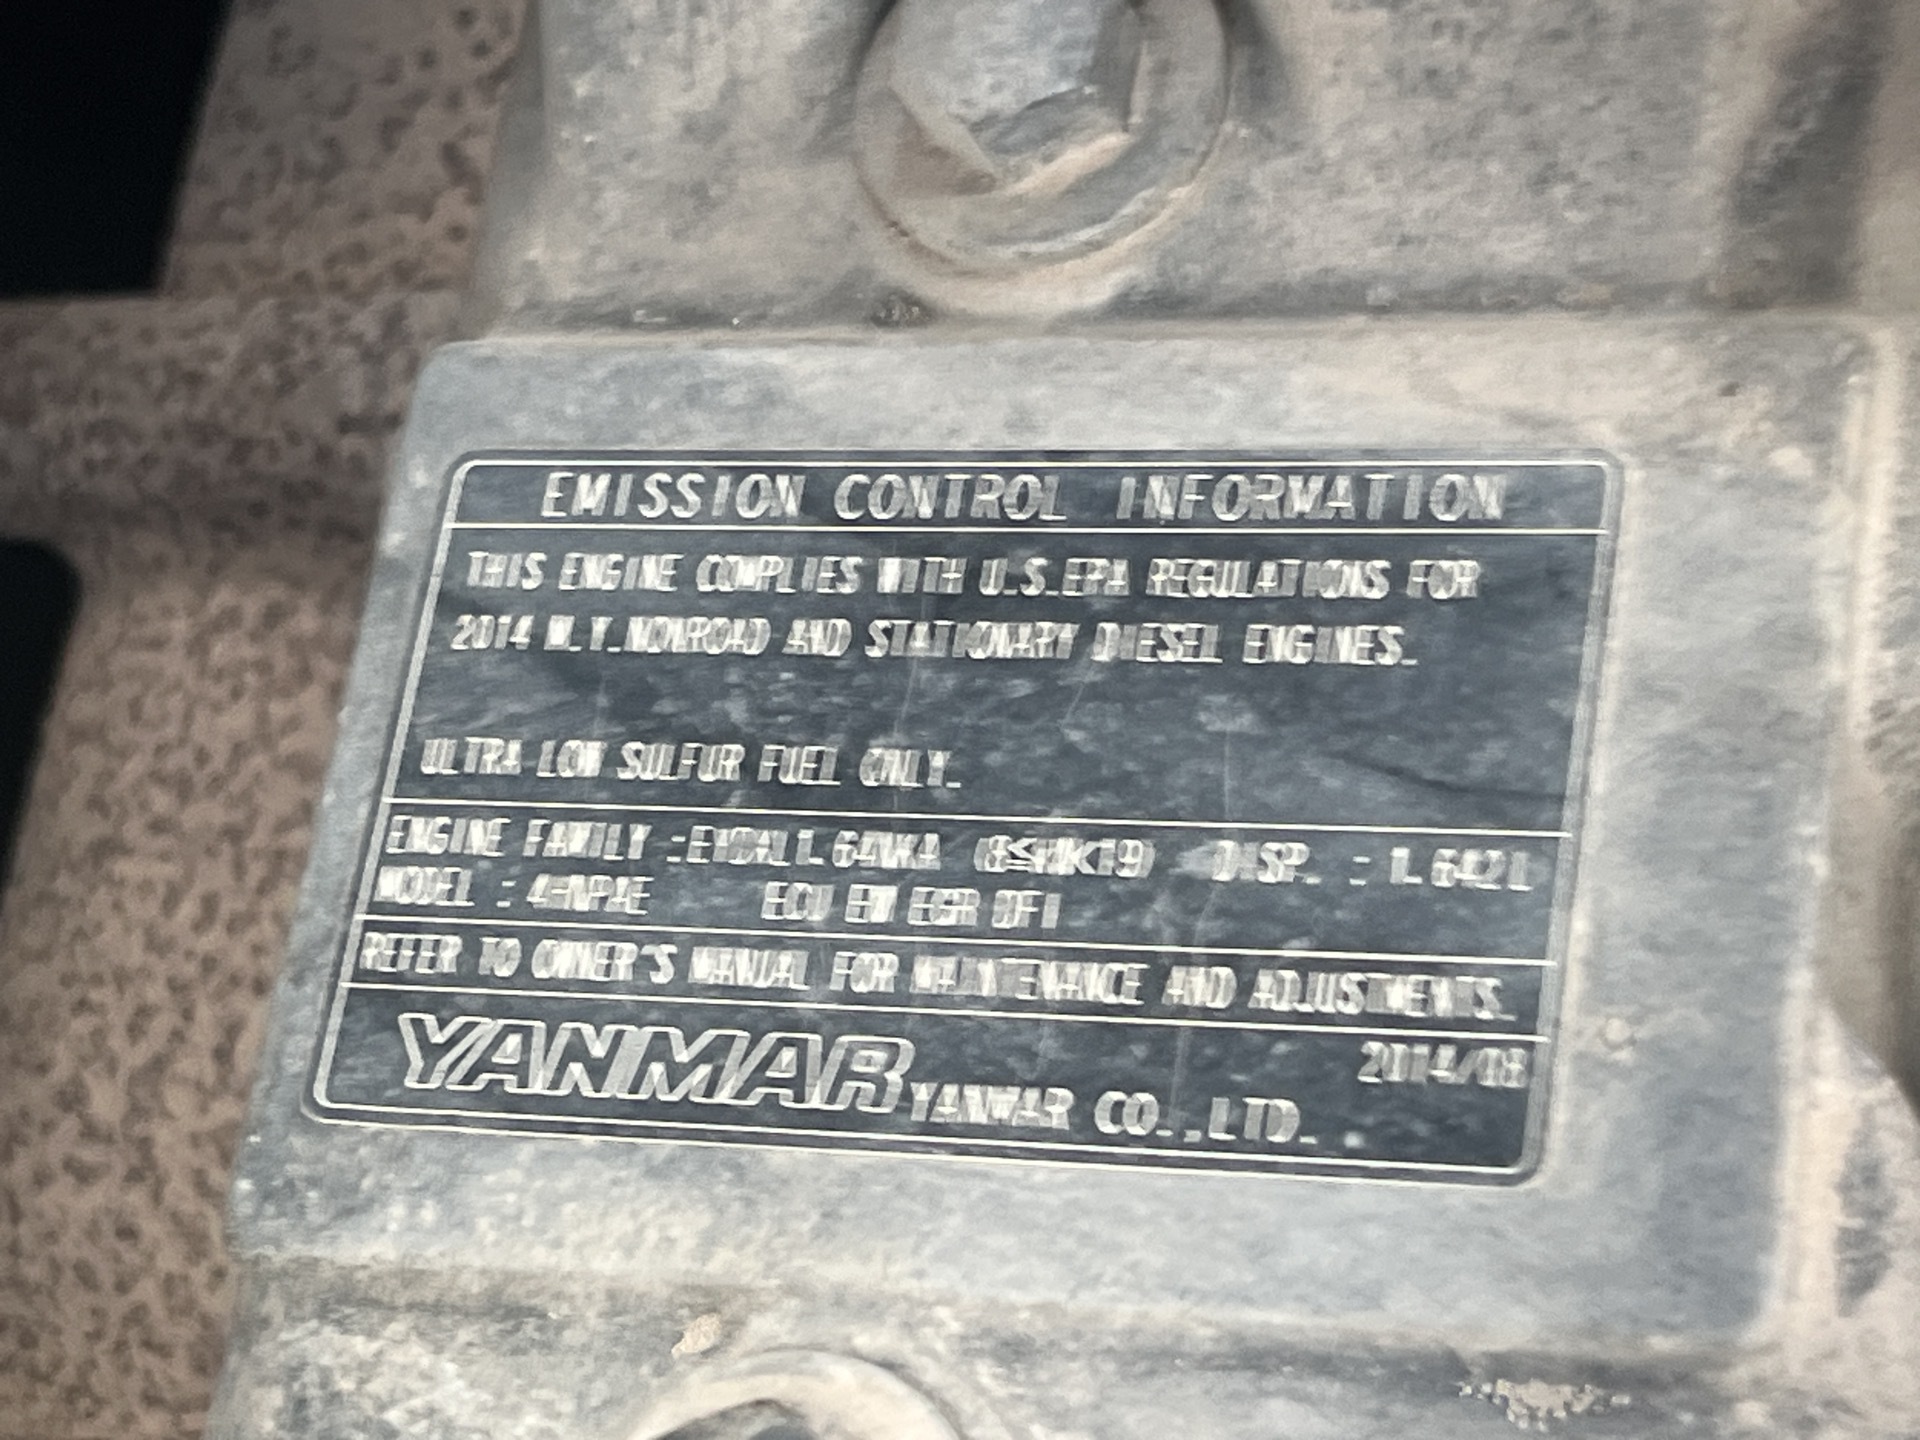 EMISSION CONTROL INFORMATION
THIS ENGINE COMPLIES WITH U.S.EPA REGULATIONS FOR
2014 M.Y.NONROAD AND STATIONARY DIESEL ENGINES.
ULTRA LOW SULFUR FUEL ONLY.
ENGINE FAMILY : DISP. : 1.642L
MODEL : ECU EM EGR
REFER TO OWNER'S MANUAL FOR MAINTENANCE AND ADJUSTMENTS.
2014/08
YANMAR YANMAR CO.,LTD.